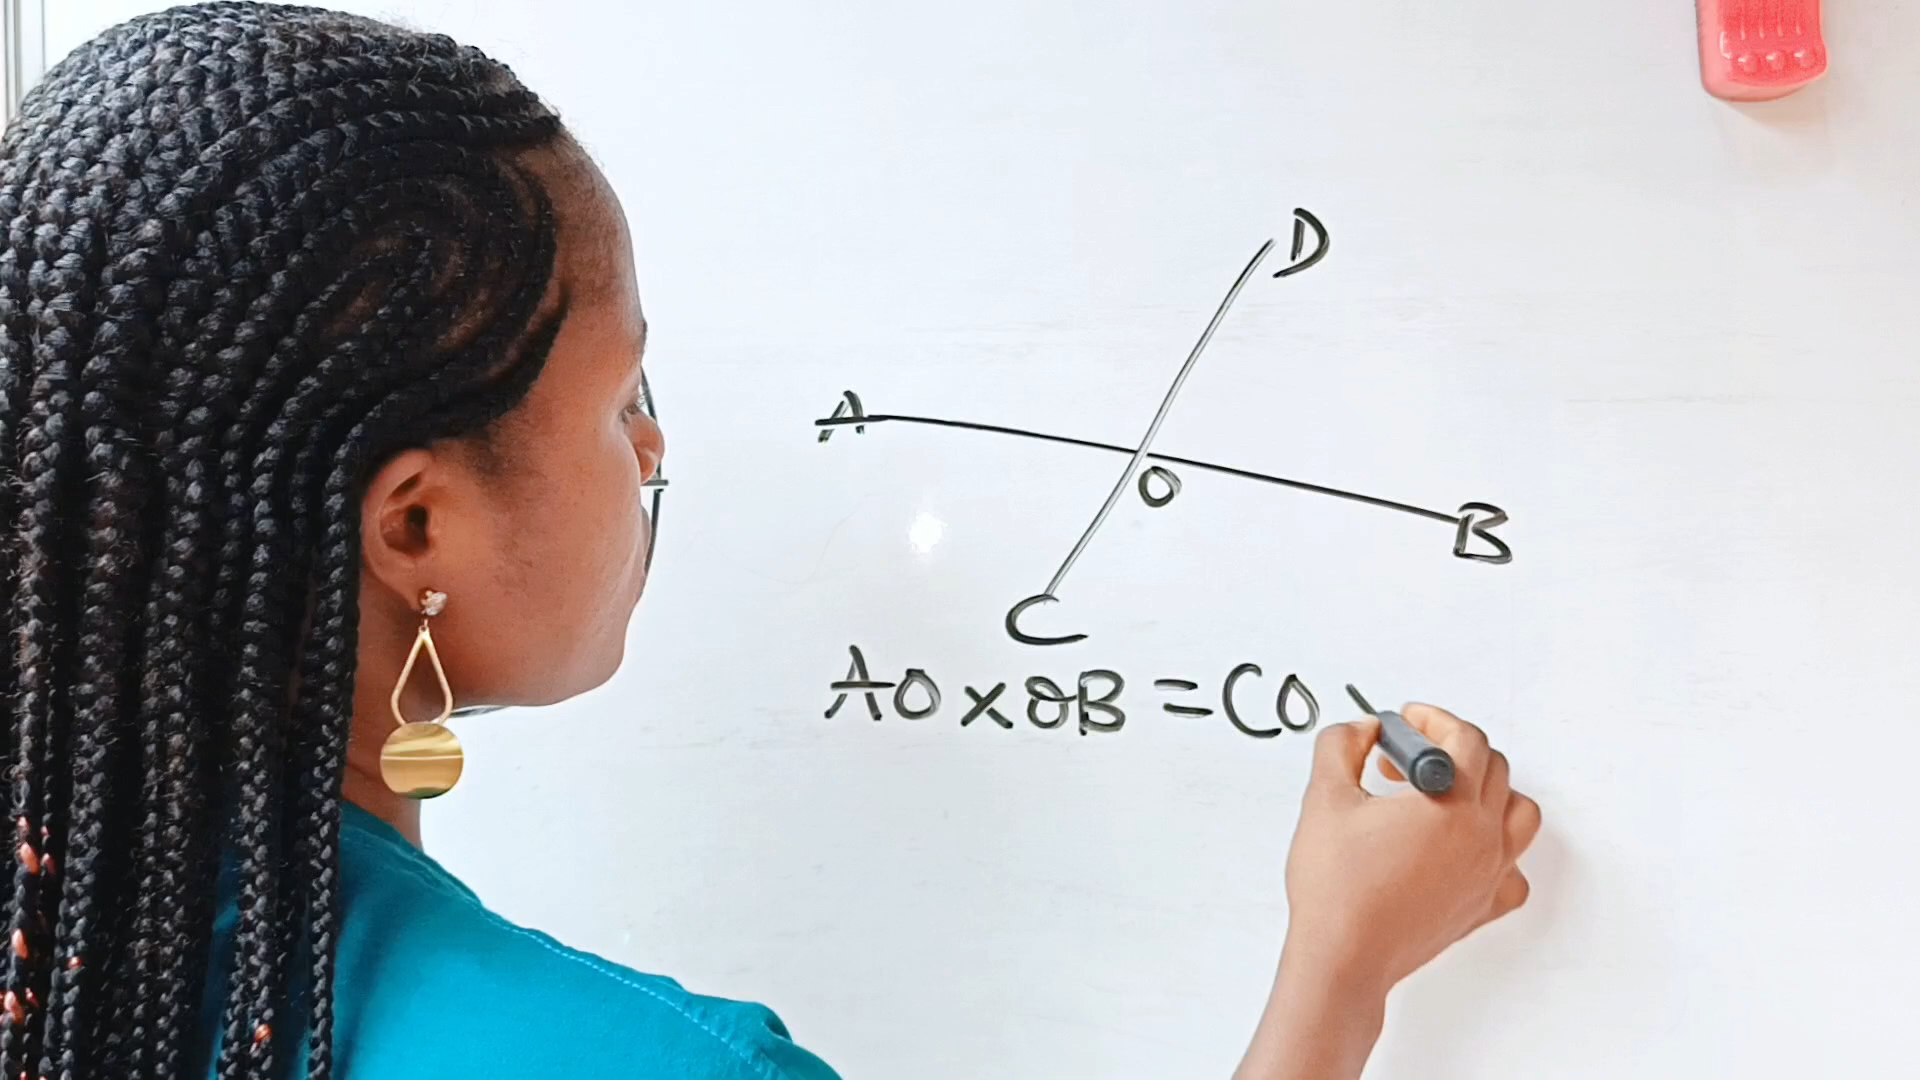 D
A
O
B
C
AO x OB = CO x